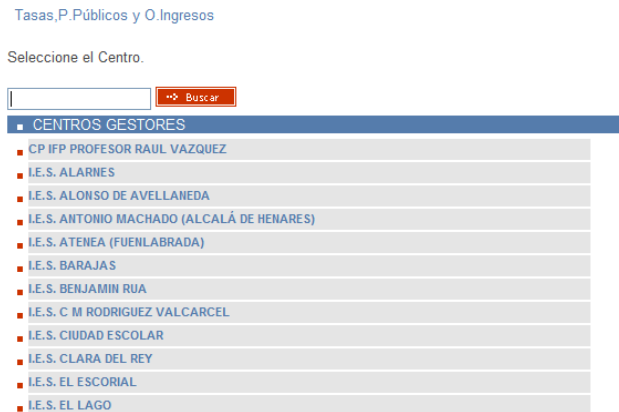 Tasas,P.Públicos y O.Ingresos
Seleccione el Centro.
Buscar
CENTROS GESTORES
CP IFP PROFESOR RAUL VAZQUEZ
I.E.S. ALARNES
I.E.S. ALONSO DE AVELLANEDA
I.E.S. ANTONIO MACHADO (ALCALÁ DE HENARES)
I.E.S. ATENEA (FUENLABRADA)
I.E.S. BARAJAS
I.E.S. BENJAMIN RUA
I.E.S. C M RODRIGUEZ VALCARCEL
I.E.S. CIUDAD ESCOLAR
I.E.S. CLARA DEL REY
I.E.S. EL ESCORIAL
I.E.S. EL LAGO